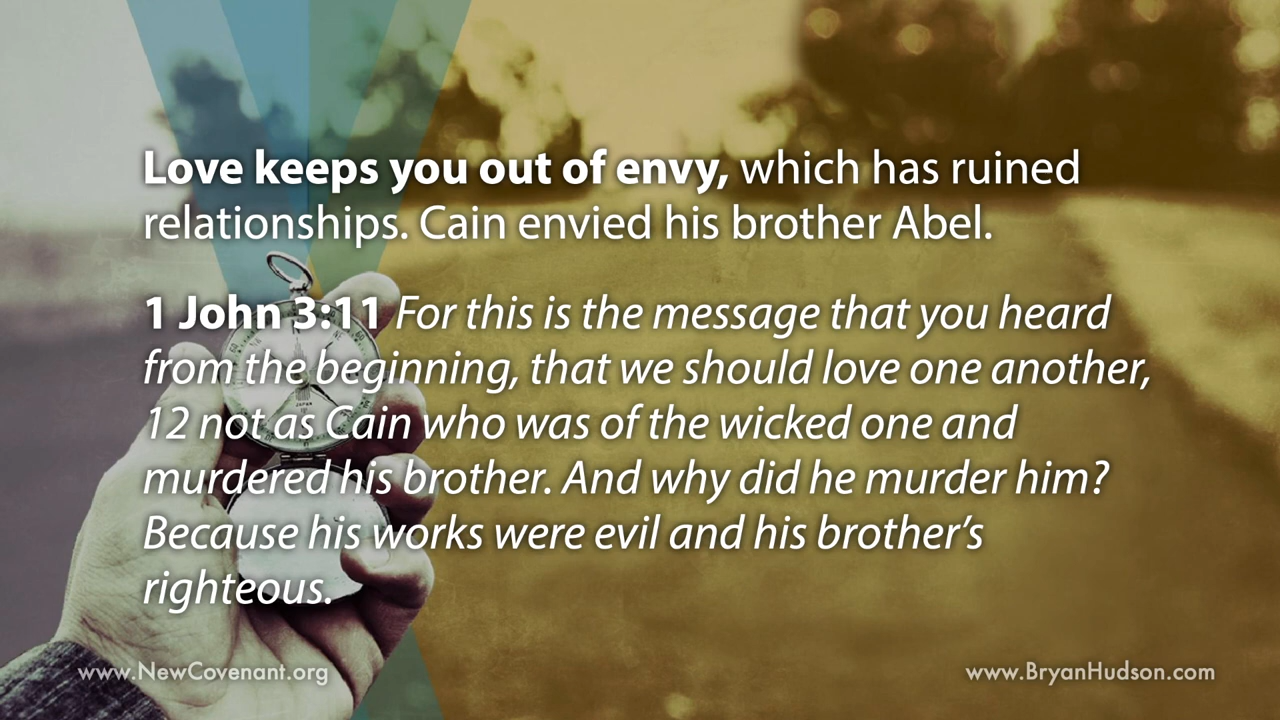 Love keeps you out of envy, which has ruined
relationships. Cain envied his brother Abel.
1 John 3:11 For this is the message that you heard
from the beginning, that we should love one another,
12 not as Cain who was of the wicked one and
murdered his brother. And why did he murder him?
Because his works were evil and his brother’s
righteous.
JAPAN
www.NewCovenant.org
www.BryanHudson.com